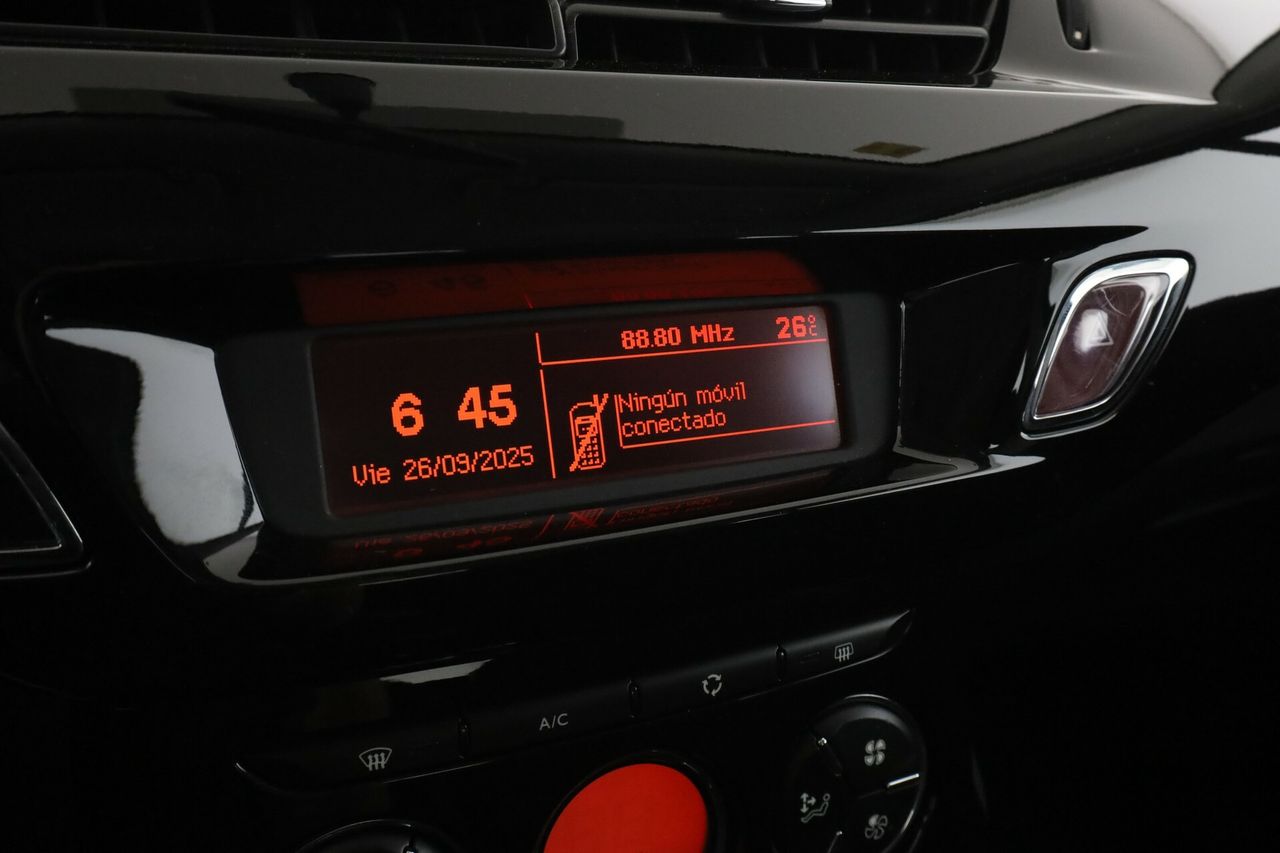 88.80 MHz 26°C
6 45
Ningún móvil
conectado
Vie 26/09/2025
A/C